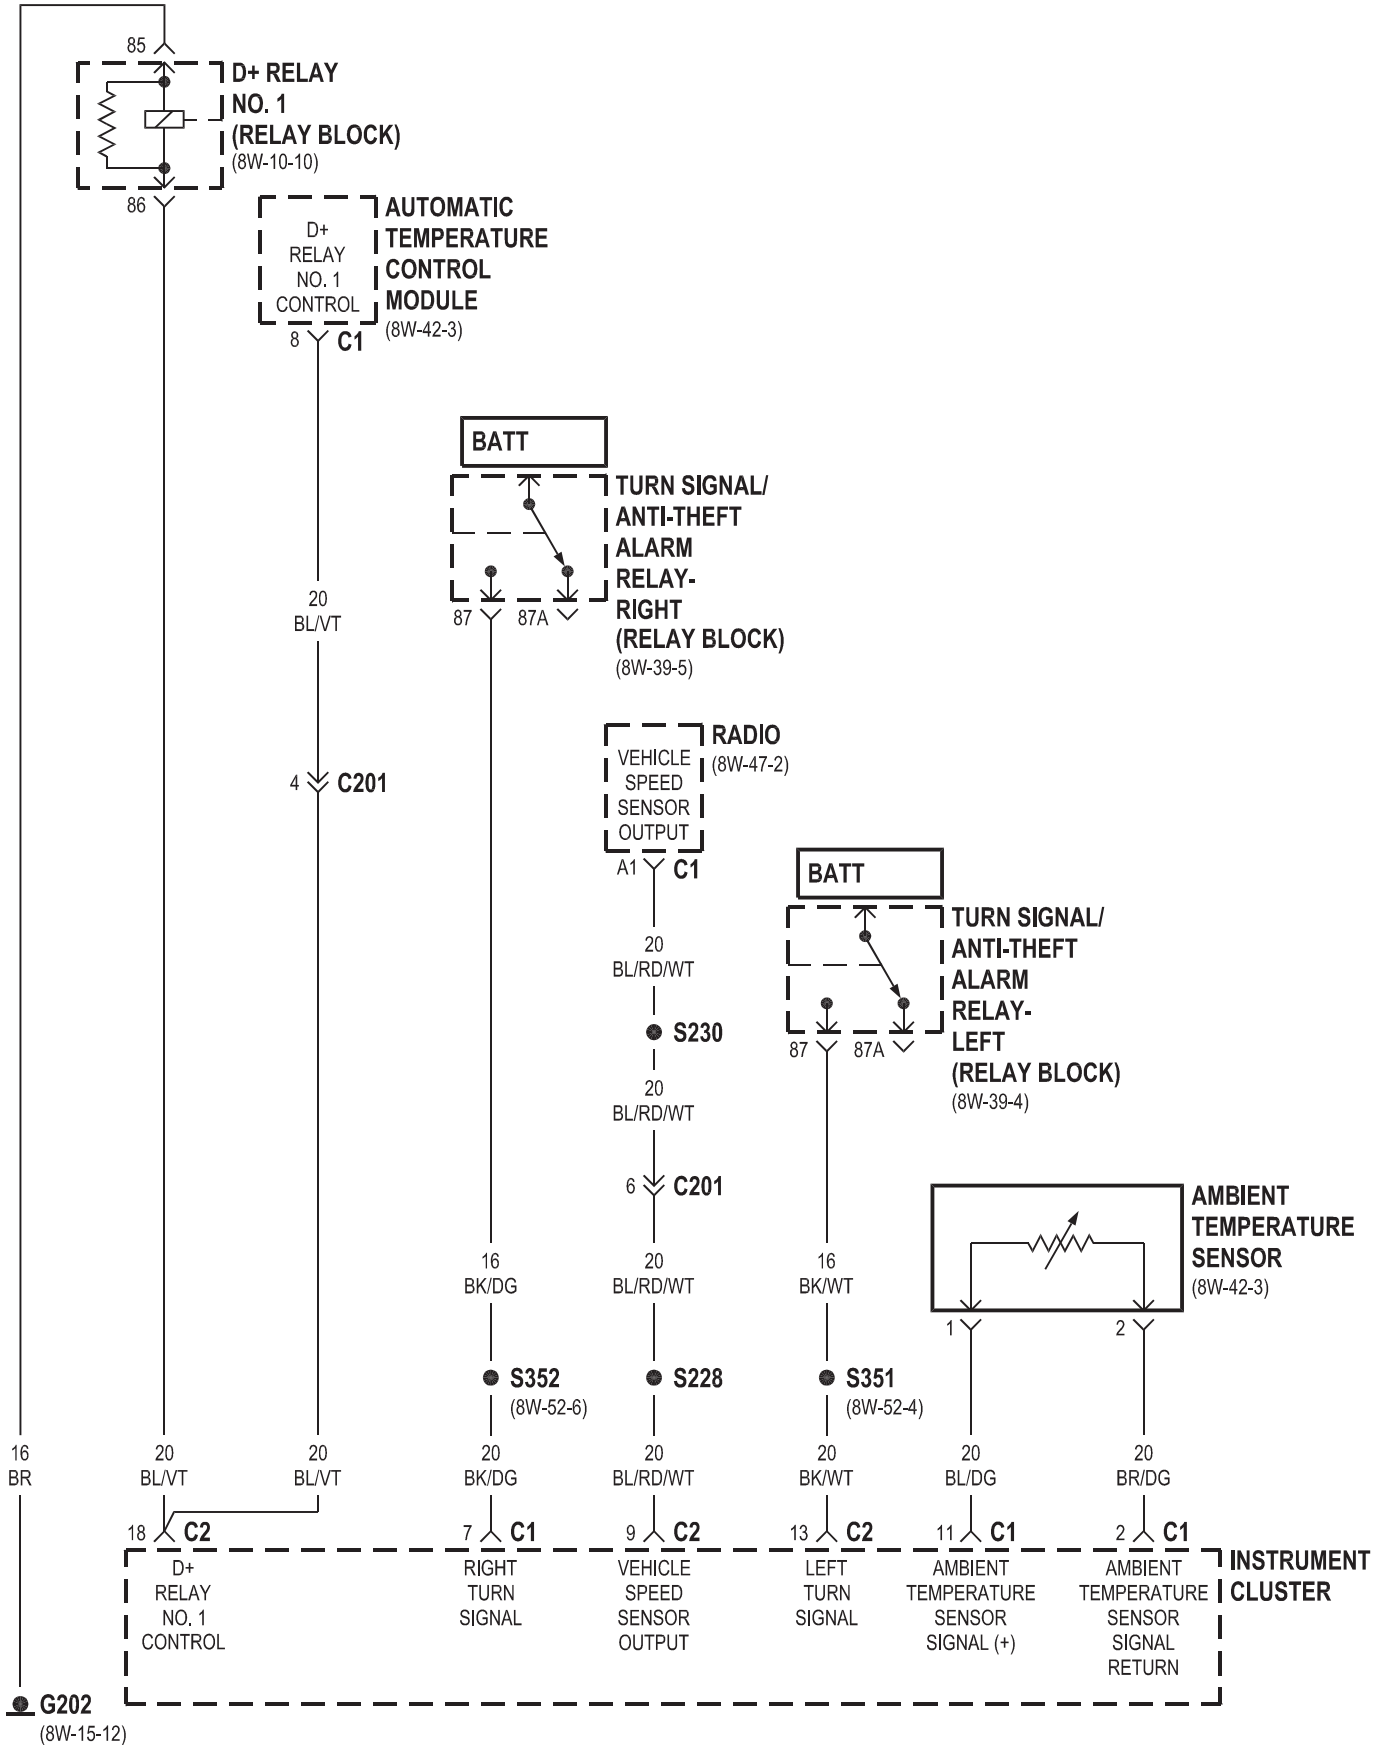 85
D+ RELAY
NO. 1
(RELAY BLOCK)
(8W-10-10)
86
AUTOMATIC
TEMPERATURE
CONTROL
MODULE
(8W-42-3)
D+
RELAY
NO. 1
CONTROL
8 C1
BATT
TURN SIGNAL/
ANTI-THEFT
ALARM
RELAY-
RIGHT
(RELAY BLOCK)
(8W-39-5)
87 87A
20
BL/VT
RADIO
(8W-47-2)
VEHICLE
SPEED
SENSOR
OUTPUT
4 C201
A1 C1
BATT
TURN SIGNAL/
ANTI-THEFT
ALARM
RELAY-
LEFT
(RELAY BLOCK)
(8W-39-4)
87 87A
20
BL/RD/WT
S230
20
BL/RD/WT
6 C201
AMBIENT
TEMPERATURE
SENSOR
(8W-42-3)
1 2
16
BK/DG
20
BL/RD/WT
16
BK/WT
S352
(8W-52-6)
S228
S351
(8W-52-4)
16
BR
20
BL/VT
20
BL/VT
20
BK/DG
20
BL/RD/WT
20
BK/WT
20
BL/DG
20
BR/DG
18 C2
7 C1
9 C2
13 C2
11 C1
2 C1
INSTRUMENT
CLUSTER
D+
RELAY
NO. 1
CONTROL
RIGHT
TURN
SIGNAL
VEHICLE
SPEED
SENSOR
OUTPUT
LEFT
TURN
SIGNAL
AMBIENT
TEMPERATURE
SENSOR
SIGNAL (+)
AMBIENT
TEMPERATURE
SENSOR
SIGNAL
RETURN
G202
(8W-15-12)